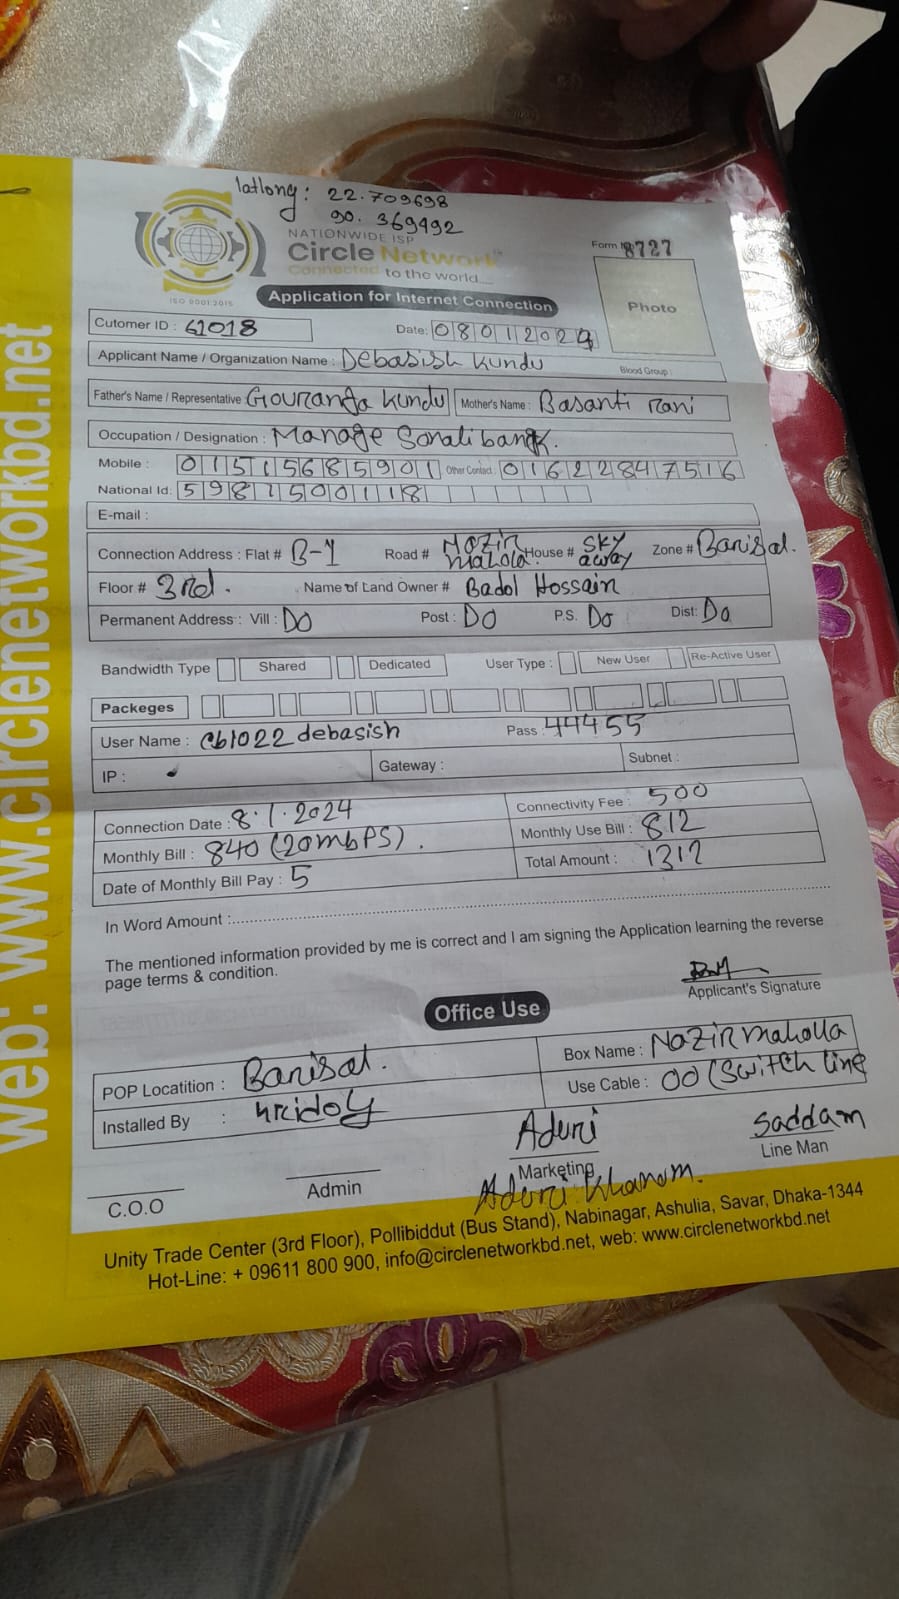 latlong: 22.709698
90.369492
NATIONWIDE ISP
Circle Network
Connected to the world....
ISO 9001:2015
Form 8727
Application for Internet Connection
Photo
Cutomer ID : 61018 Date: 08012024
Applicant Name / Organization Name : Debasish Kundu Blood Group :
Father's Name / Representative Gouranga Kundu Mother's Name : Basanti rani
Occupation / Designation : Manage Sonali bank.
Mobile : 01515685901 Other Contact : 01622847516
National Id: 5981500118
E-mail :
Connection Address : Flat # B-1 Road # Nozir mahola House # SKY away Zone # Barisal.
Floor # 3rd. Name of Land Owner # Badol Hossain
Permanent Address : Vill : Do Post : Do P.S. Do Dist: Do
Bandwidth Type Shared Dedicated User Type : New User Re-Active User
Packeges
User Name : cb1022debasish Pass : 44455
IP : Gateway : Subnet :
Connection Date : 8.1.2024 Connectivity Fee : 500
Monthly Bill : 840 (20mbps). Monthly Use Bill : 812
Date of Monthly Bill Pay : 5 Total Amount : 1312
In Word Amount :
The mentioned information provided by me is correct and I am signing the Application learning the reverse
page terms & condition.
Applicant's Signature
Office Use
POP Locatition : Barisal. Box Name : Nozir maholla
Installed By : hridoy Use Cable : 00 (Switch line
Aduri saddam
C.O.O Admin Marketing Line Man
Aduri Khanom.
Unity Trade Center (3rd Floor), Pollibiddut (Bus Stand), Nabinagar, Ashulia, Savar, Dhaka-1344
Hot-Line: + 09611 800 900, info@circlenetworkbd.net, web: www.circlenetworkbd.net
web: www.circlenetworkbd.net